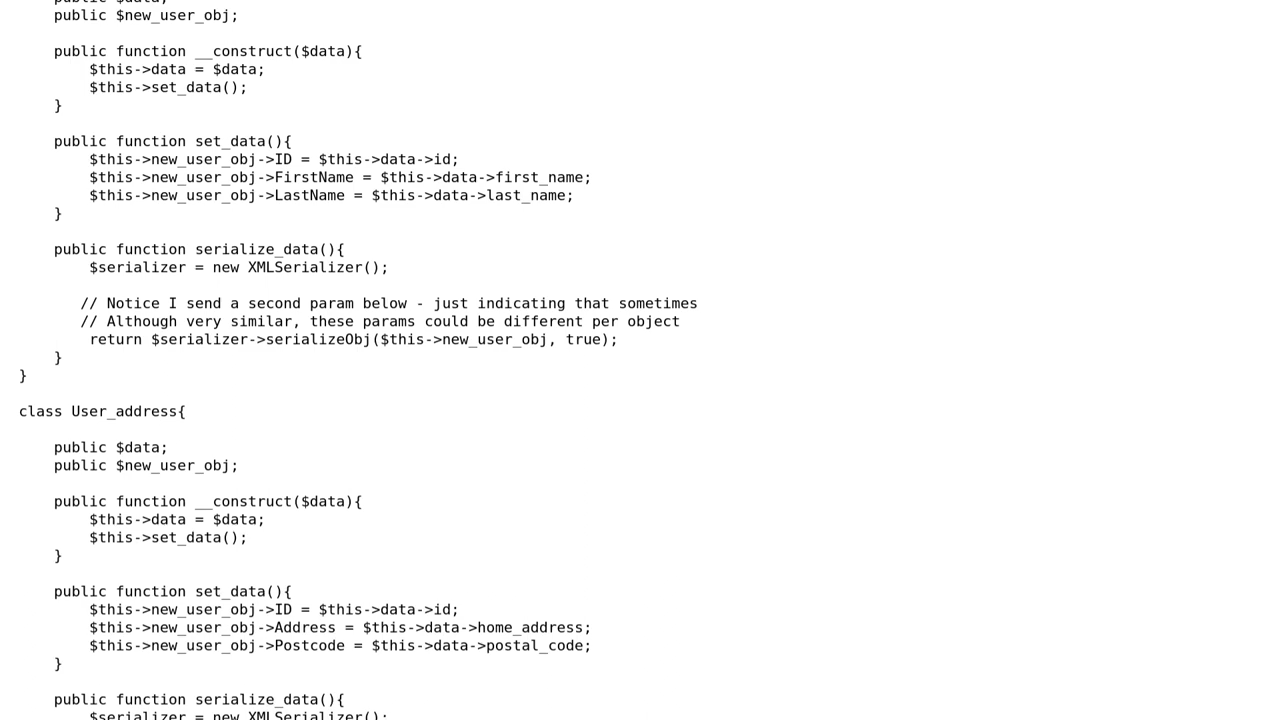 public $data;
public $new_user_obj;
public function __construct($data){
$this->data = $data;
$this->set_data();
}
public function set_data(){
$this->new_user_obj->ID = $this->data->id;
$this->new_user_obj->FirstName = $this->data->first_name;
$this->new_user_obj->LastName = $this->data->last_name;
}
public function serialize_data(){
$serializer = new XMLSerializer();
// Notice I send a second param below - just indicating that sometimes
// Although very similar, these params could be different per object
return $serializer->serializeObj($this->new_user_obj, true);
}
}
class User_address{
public $data;
public $new_user_obj;
public function __construct($data){
$this->data = $data;
$this->set_data();
}
public function set_data(){
$this->new_user_obj->ID = $this->data->id;
$this->new_user_obj->Address = $this->data->home_address;
$this->new_user_obj->Postcode = $this->data->postal_code;
}
public function serialize_data(){
$serializer = new XMLSerializer();